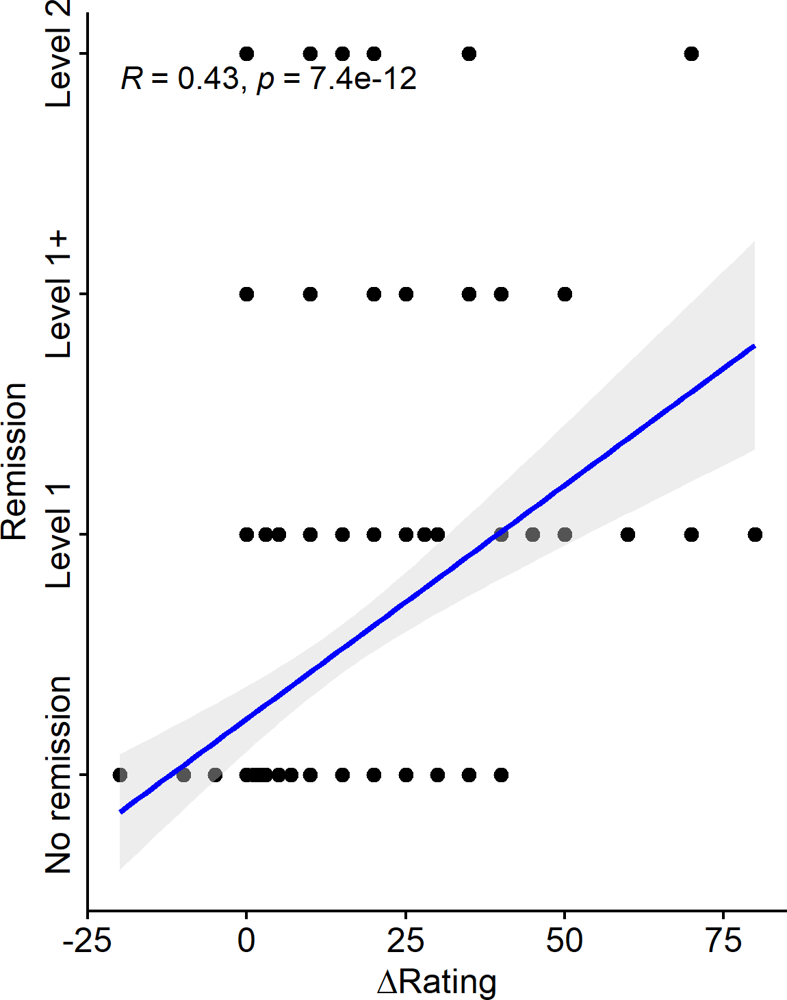 Level 2
R = 0.43, p = 7.4e-12
Level 1+
Remission
Level 1
No remission
-25 0 25 50 75
ΔRating